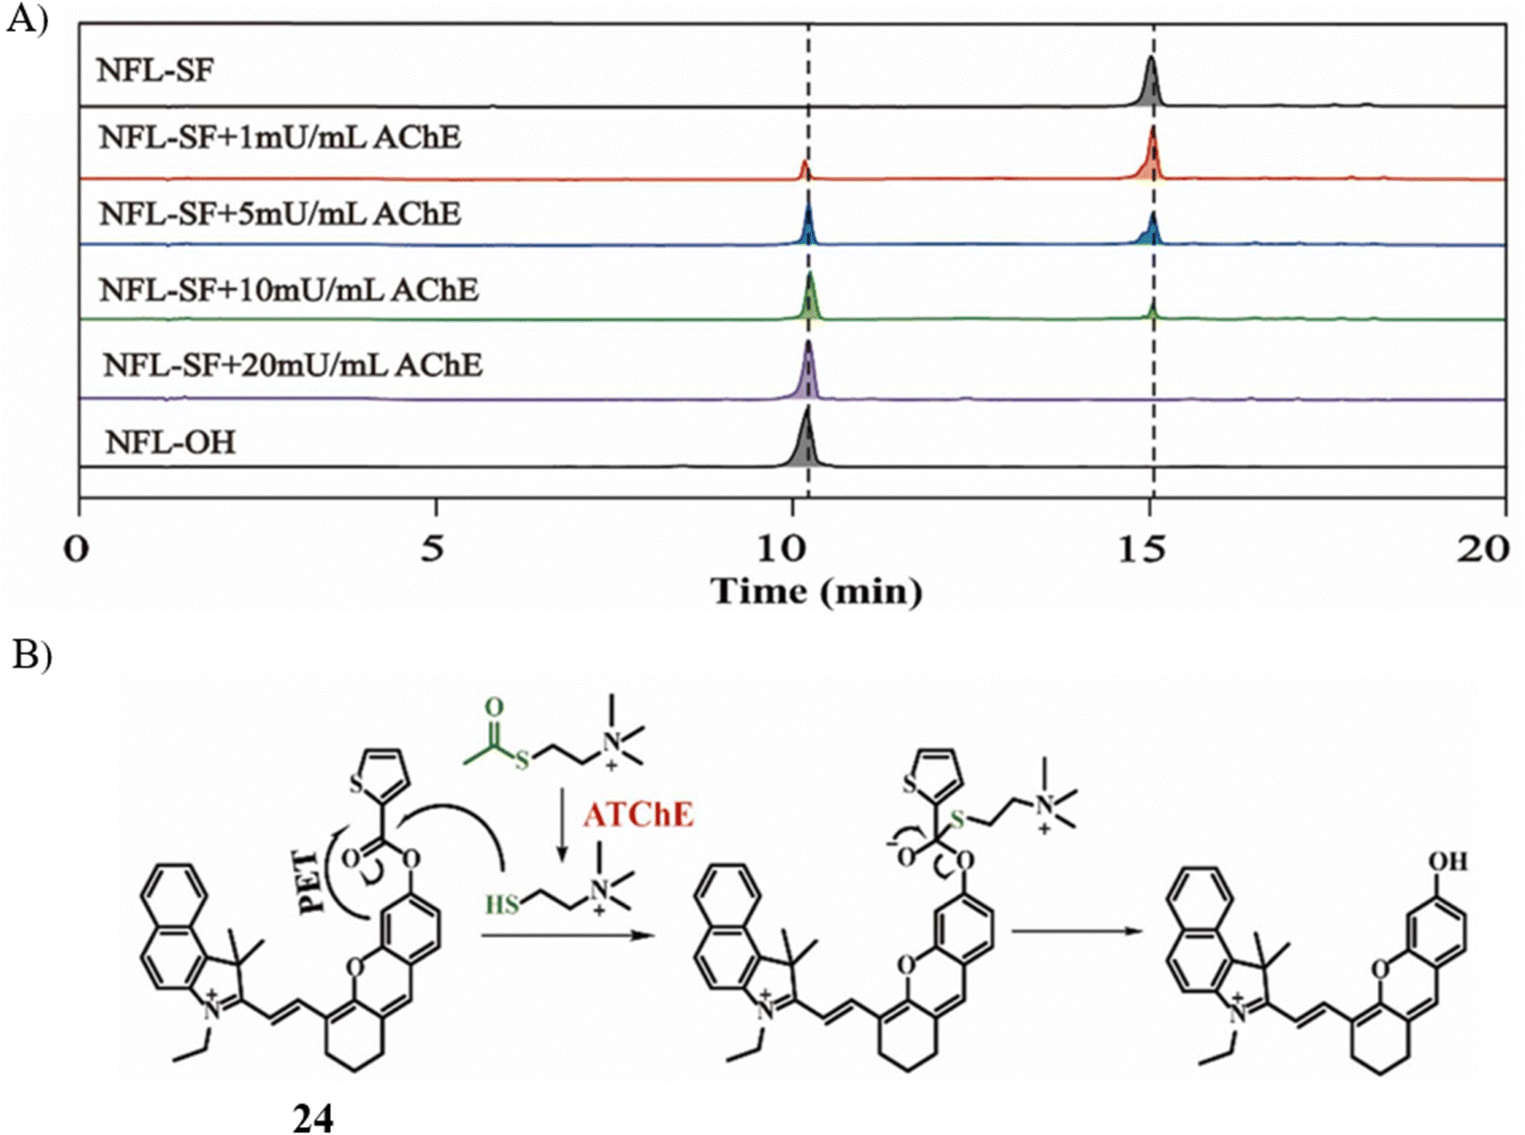 A)
NFL-SF
NFL-SF+1mU/mL AChE
NFL-SF+5mU/mL AChE
NFL-SF+10mU/mL AChE
NFL-SF+20mU/mL AChE
NFL-OH
0 5 10 15 20
Time (min)
B)
O
S N +
ATChE
HS N +
PET
S
O O
O
N +
S
S N +
- O O
O
N +
OH
O
N +
24